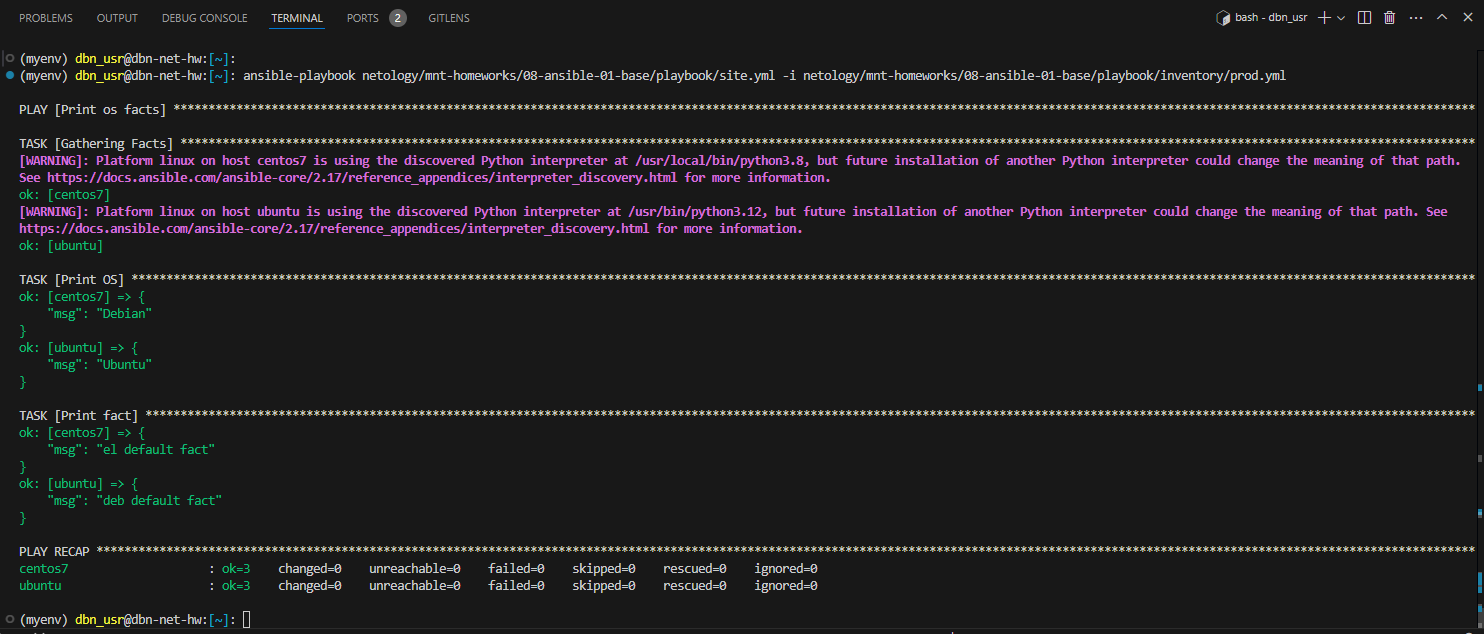 PROBLEMS OUTPUT DEBUG CONSOLE TERMINAL PORTS 2 GITLENS bash - dbn_usr
(myenv) dbn_usr@dbn-net-hw:[~]:
(myenv) dbn_usr@dbn-net-hw:[~]: ansible-playbook netology/mnt-homeworks/08-ansible-01-base/playbook/site.yml -i netology/mnt-homeworks/08-ansible-01-base/playbook/inventory/prod.yml
PLAY [Print os facts] ******************************************************************************************************************************************************************************************
TASK [Gathering Facts] *****************************************************************************************************************************************************************************************
[WARNING]: Platform linux on host centos7 is using the discovered Python interpreter at /usr/local/bin/python3.8, but future installation of another Python interpreter could change the meaning of that path.
See https://docs.ansible.com/ansible-core/2.17/reference_appendices/interpreter_discovery.html for more information.
ok: [centos7]
[WARNING]: Platform linux on host ubuntu is using the discovered Python interpreter at /usr/bin/python3.12, but future installation of another Python interpreter could change the meaning of that path. See
https://docs.ansible.com/ansible-core/2.17/reference_appendices/interpreter_discovery.html for more information.
ok: [ubuntu]
TASK [Print OS] ************************************************************************************************************************************************************************************************
ok: [centos7] => {
    "msg": "Debian"
}
ok: [ubuntu] => {
    "msg": "Ubuntu"
}
TASK [Print fact] **********************************************************************************************************************************************************************************************
ok: [centos7] => {
    "msg": "el default fact"
}
ok: [ubuntu] => {
    "msg": "deb default fact"
}
PLAY RECAP *****************************************************************************************************************************************************************************************************
centos7                    : ok=3    changed=0    unreachable=0    failed=0    skipped=0    rescued=0    ignored=0
ubuntu                     : ok=3    changed=0    unreachable=0    failed=0    skipped=0    rescued=0    ignored=0
(myenv) dbn_usr@dbn-net-hw:[~]: